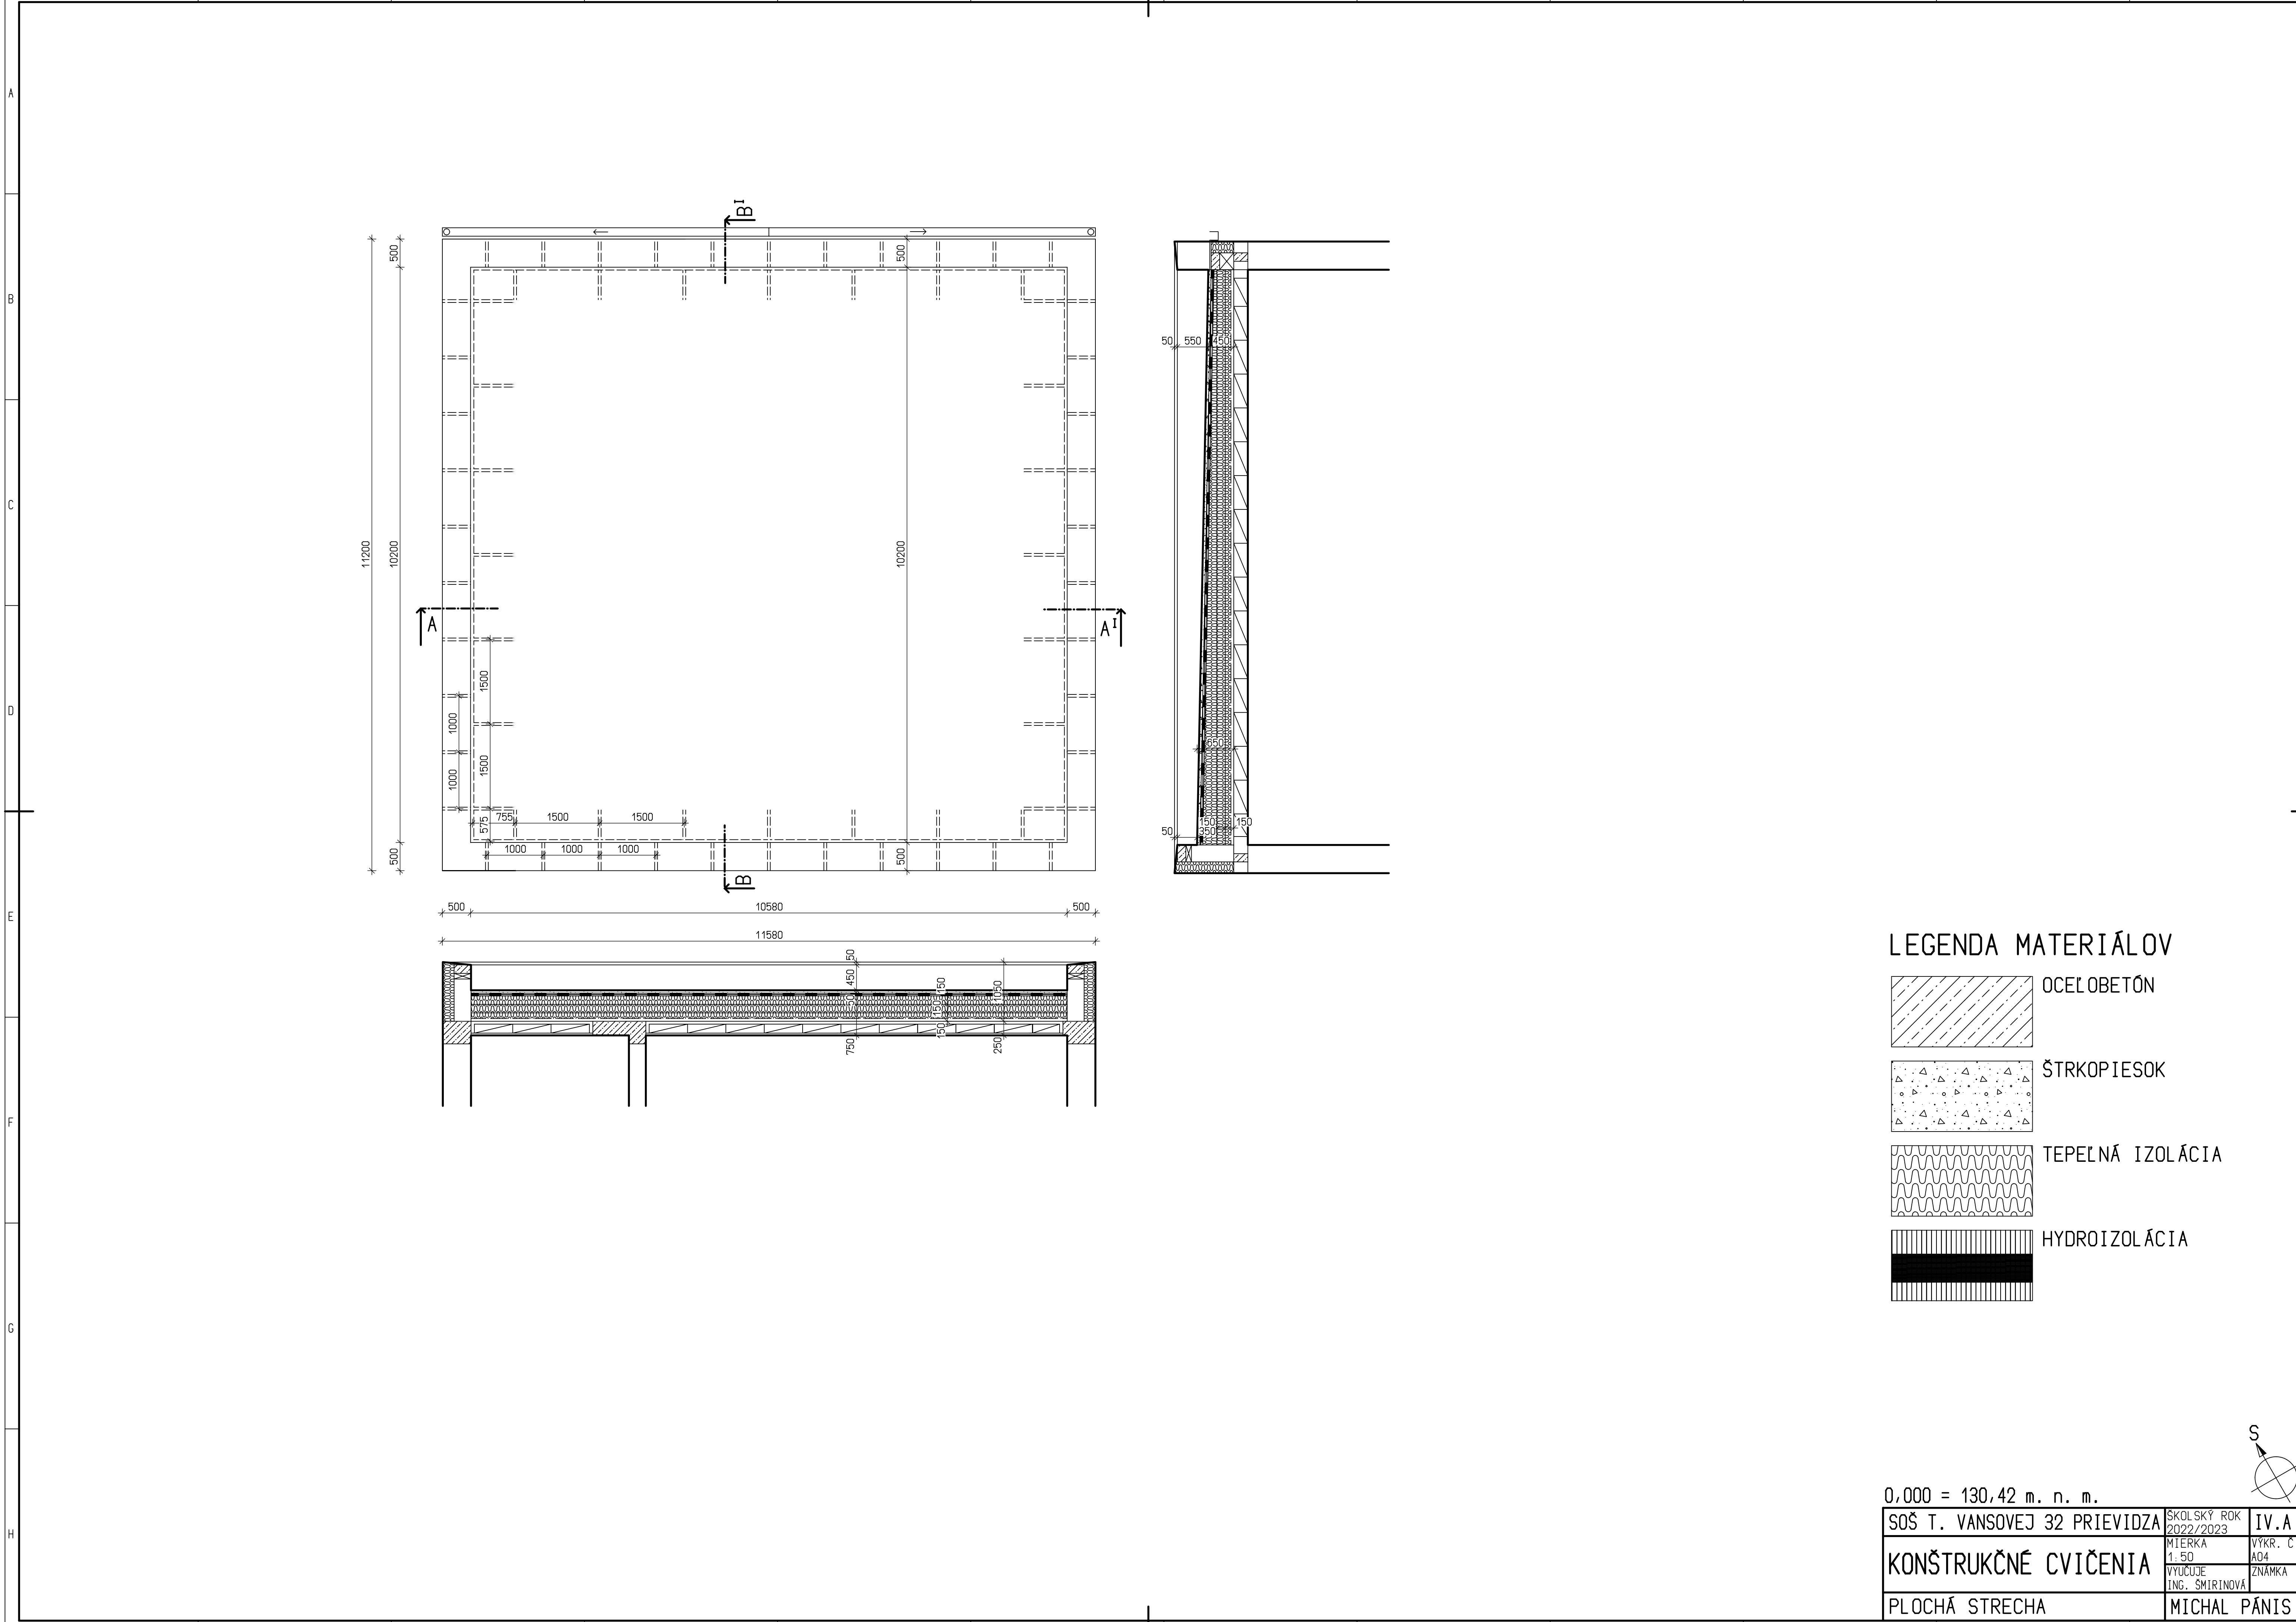 A
B
C
D
E
F
G
H
B I
500
500
11200
10200
10200
A
A I
1500
1000
1500
1000
575
755
1500
1500
1000
1000
1000
500
500
B
500
10580
500
11580
50
550
450
650
150
150
50
350
50
450
150
1050
50
150
150
750
250
LEGENDA MATERIÁLOV
OCEĽOBETÓN
ŠTRKOPIESOK
TEPEĽNÁ IZOLÁCIA
HYDROIZOLÁCIA
S
0,000 = 130,42 m. n. m.
SOŠ T. VANSOVEJ 32 PRIEVIDZA
ŠKOLSKÝ ROK
2022/2023
IV.A
KONŠTRUKČNÉ CVIČENIA
MIERKA
1:50
VÝKR. Č
A04
VYUČUJE
ING. ŠMIRINOVÁ
ZNÁMKA
PLOCHÁ STRECHA
MICHAL PÁNIS